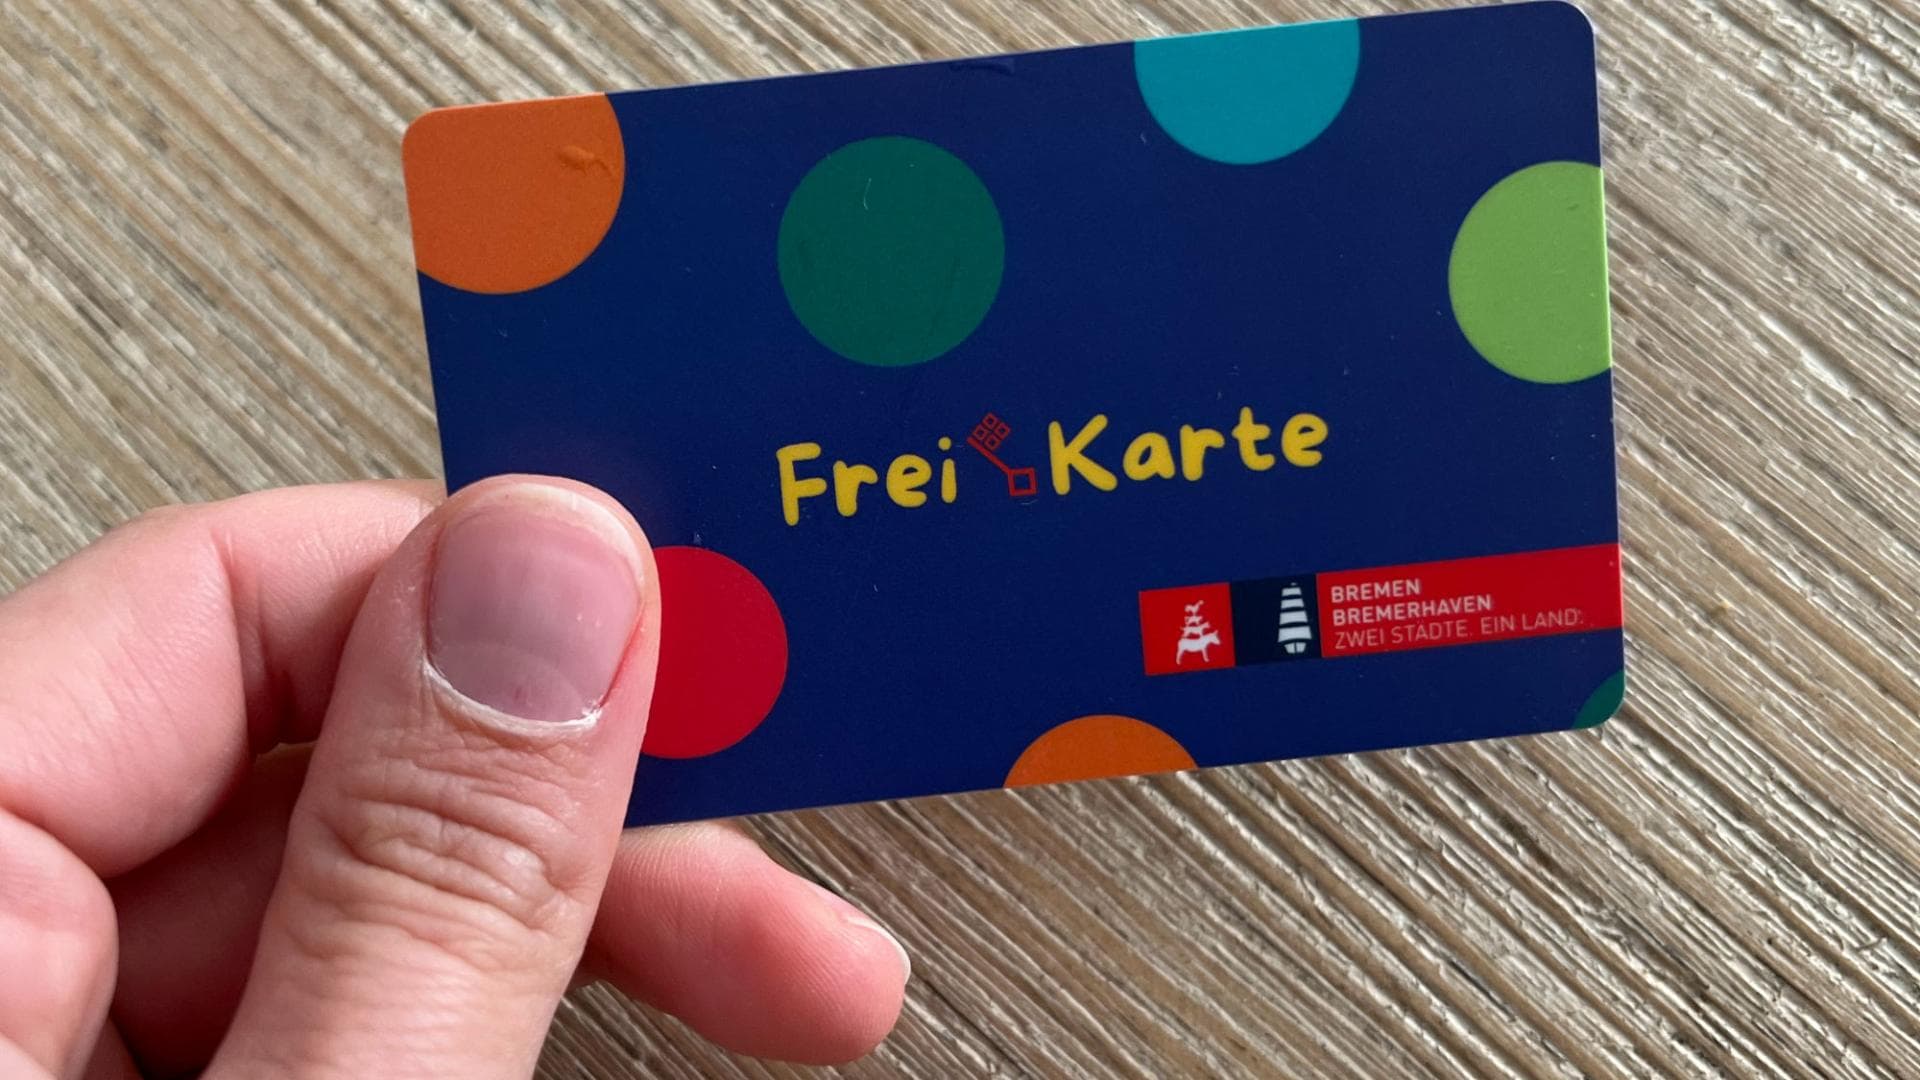 Frei Karte
BREMEN
BREMERHAVEN
ZWEI STÄDTE. EIN LAND.